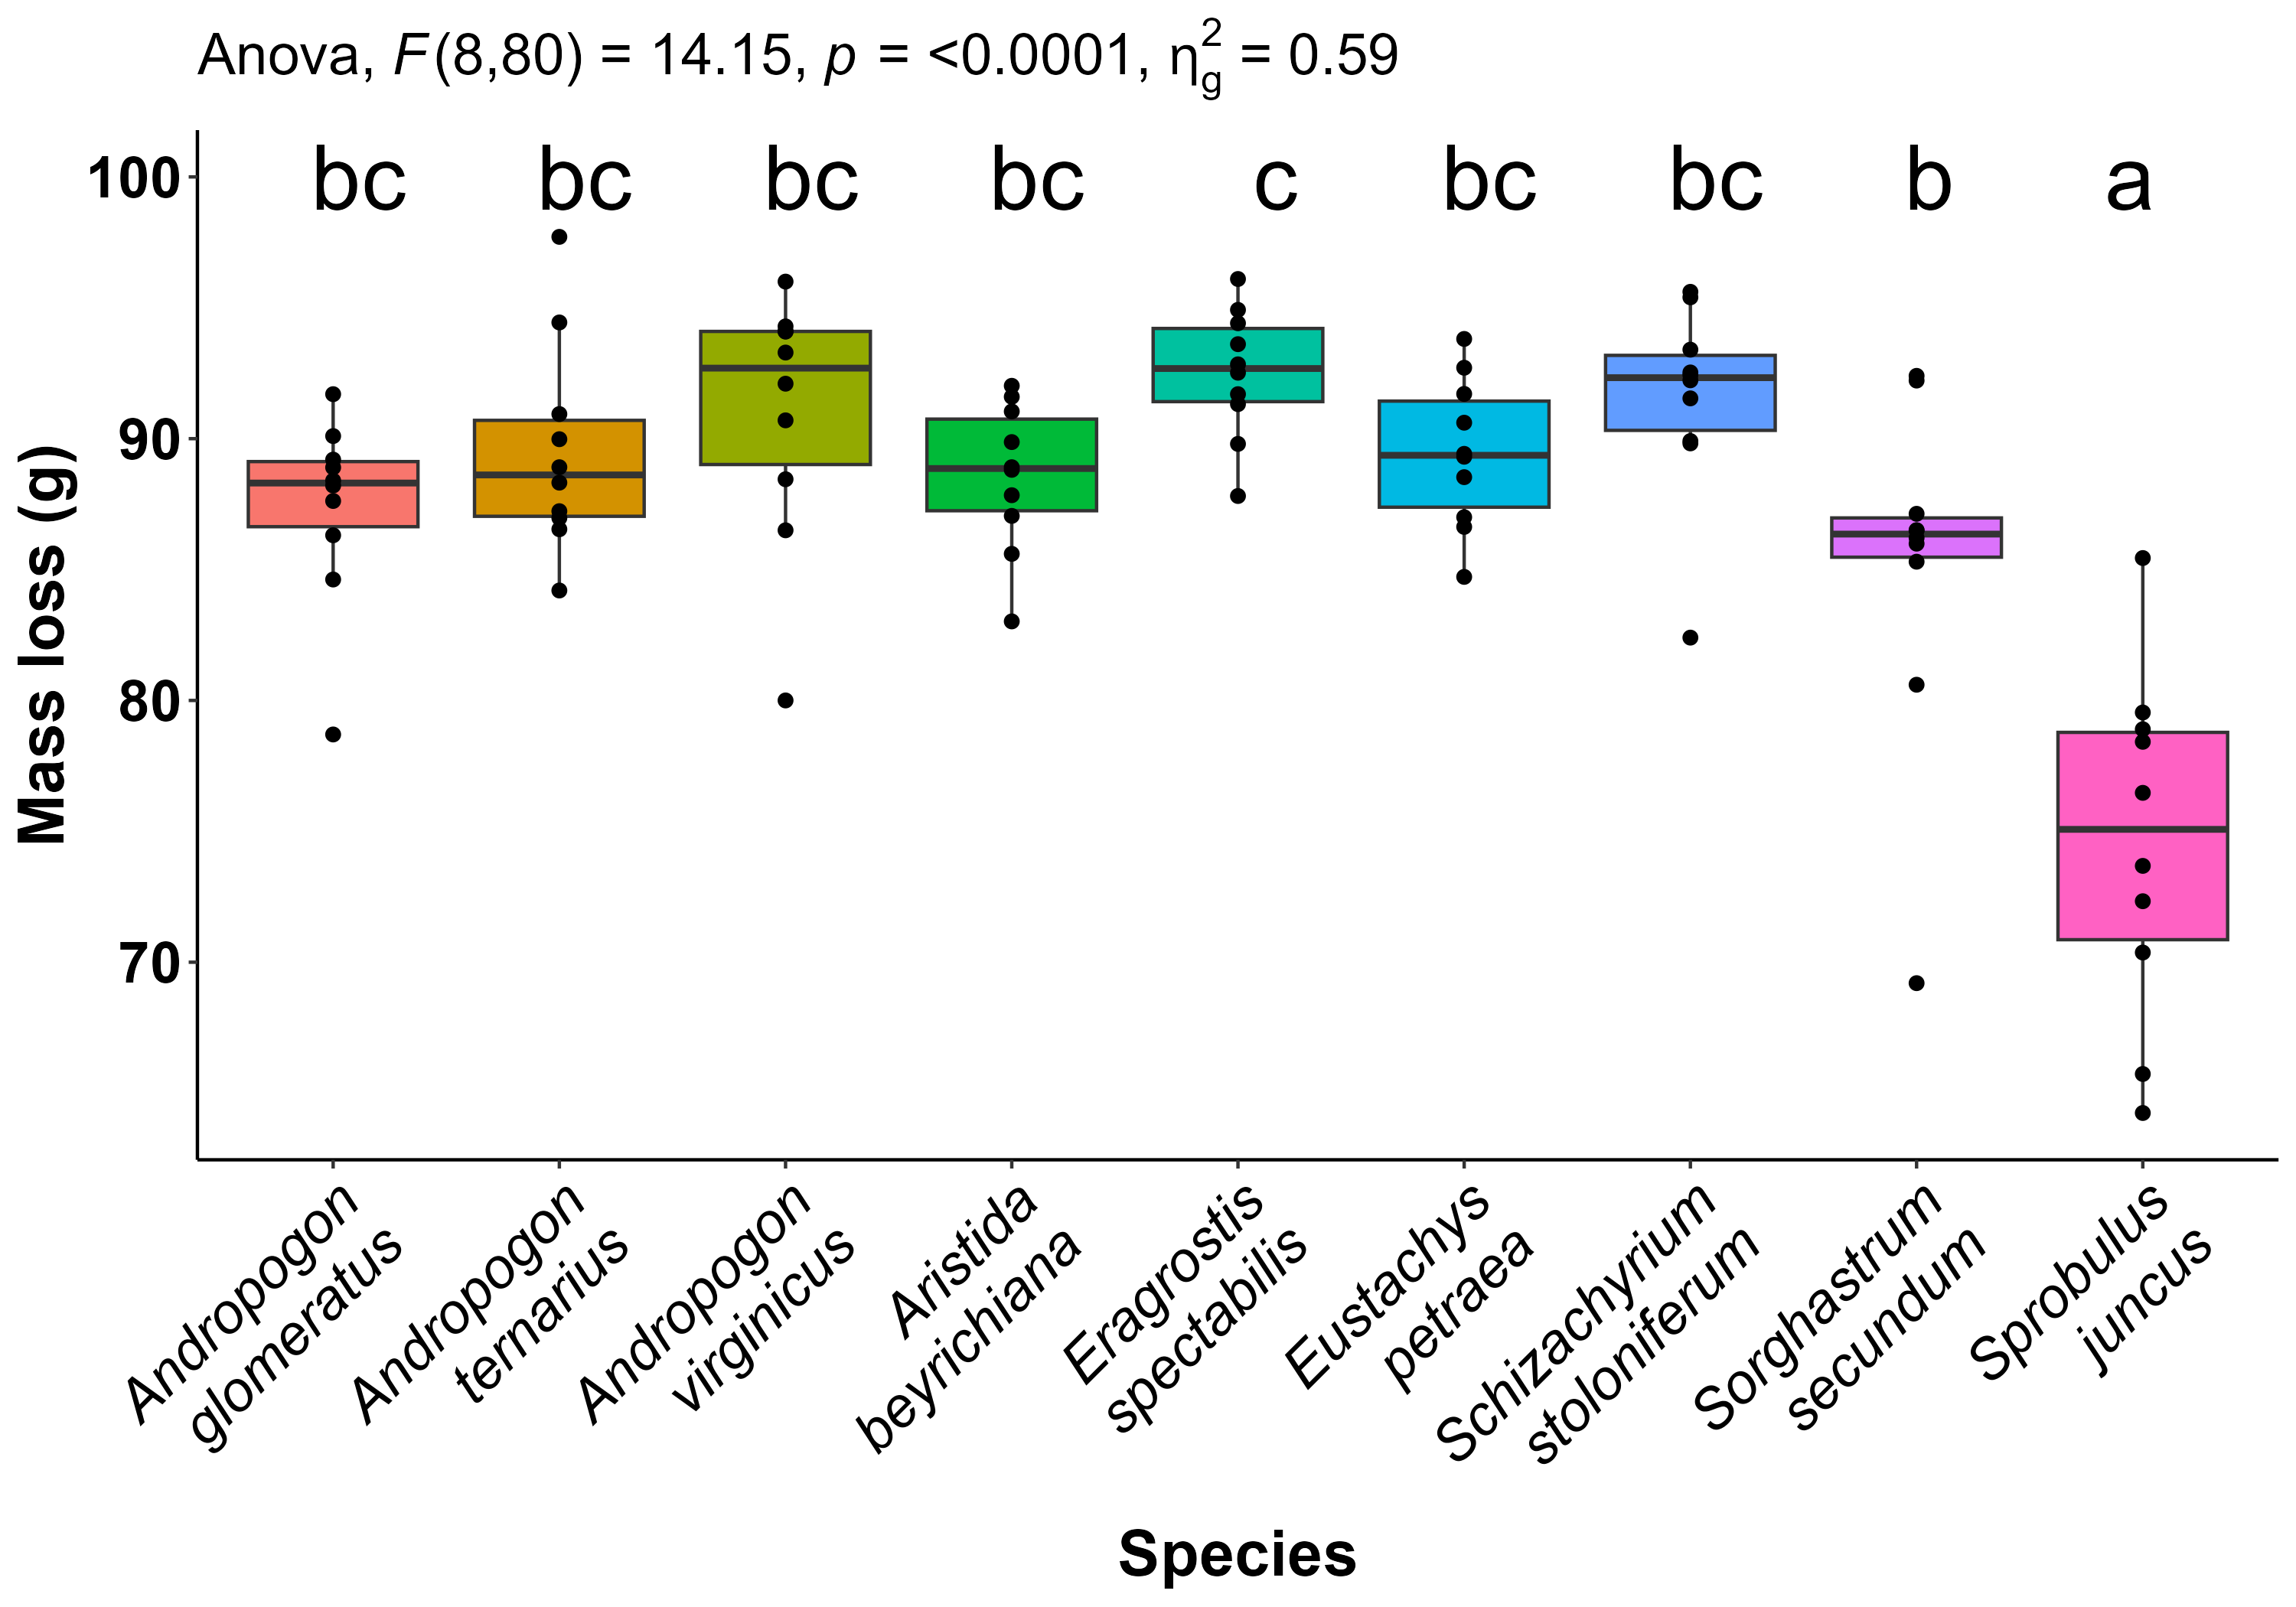 Anova, F(8,80) = 14.15, p = <0.0001, η²g = 0.59
bc bc bc bc c bc bc b a
100
90
80
70
Mass loss (g)
Andropogon
glomeratus
Andropogon
ternarius
Andropogon
virginicus
Aristida
beyrichiana
Eragrostis
spectabilis
Eustachys
petraea
Schizachyrium
stoloniferum
Sorghastrum
secundum
Sprobulus
juncus
Species